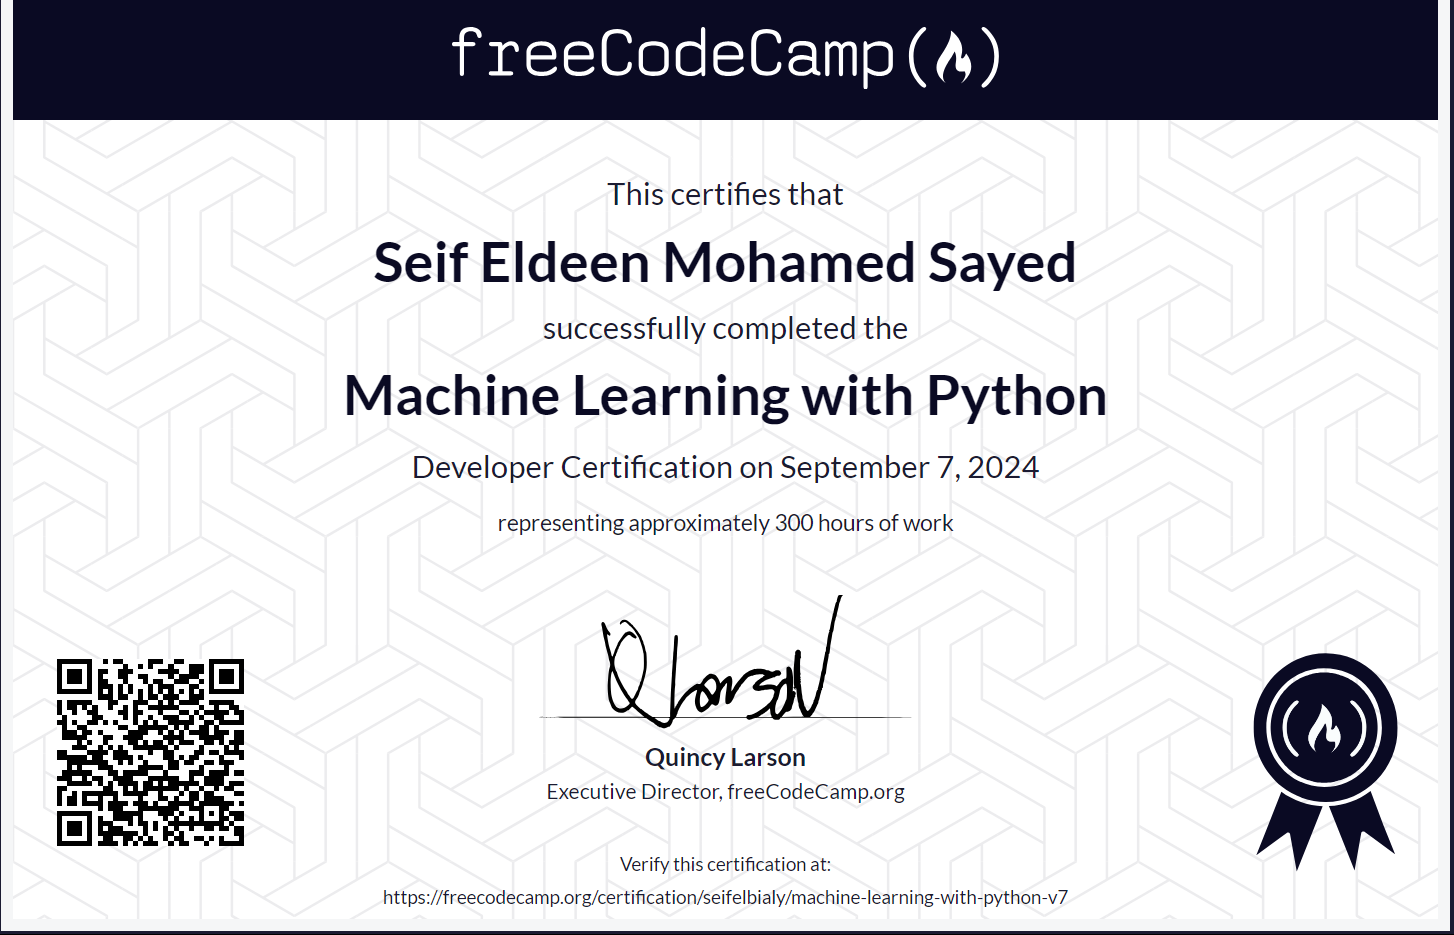 freeCodeCamp
This certifies that
Seif Eldeen Mohamed Sayed
successfully completed the
Machine Learning with Python
Developer Certification on September 7, 2024
representing approximately 300 hours of work
Quincy Larson
Executive Director, freeCodeCamp.org
Verify this certification at:
https://freecodecamp.org/certification/seifelbialy/machine-learning-with-python-v7